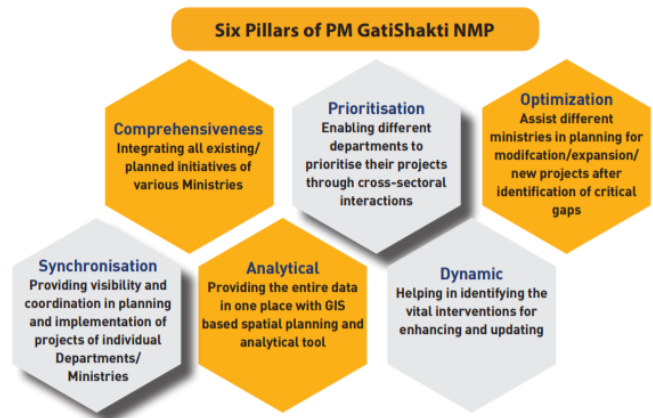 Six Pillars of PM GatiShakti NMP
Comprehensiveness
Integrating all existing/
planned initiatives of
various Ministries
Prioritisation
Enabling different
departments to
prioritise their projects
through cross-sectoral
interactions
Optimization
Assist different
ministries in planning for
modifcation/expansion/
new projects after
identification of critical
gaps
Synchronisation
Providing visibility and
coordination in planning
and implementation of
projects of individual
Departments/
Ministries
Analytical
Providing the entire data
in one place with GIS
based spatial planning and
analytical tool
Dynamic
Helping in identifying the
vital interventions for
enhancing and updating